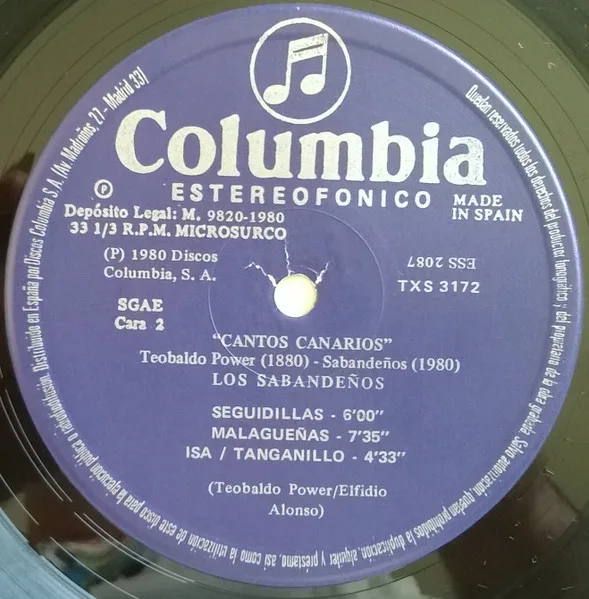 Columbia
ESTEREOFONICO
MADE
IN SPAIN
Ⓟ
Depósito Legal: M. 9820-1980
33 1/3 R.P.M. MICROSURCO
(P) 1980 Discos
Columbia, S. A.
ESS 2087
TXS 3172
SGAE
Cara 2
"CANTOS CANARIOS"
Teobaldo Power (1880) - Sabandeños (1980)
LOS SABANDEÑOS
SEGUIDILLAS - 6'00"
MALAGUEÑAS - 7'35"
ISA / TANGANILLO - 4'33"
(Teobaldo Power/Elfidio
Alonso)
Quedan reservados todos los derechos del productor fonográfico y del propietario de la obra grabada. Salvo autorización, quedan prohibidos la duplicación, alquiler y préstamo, así como la utilización de este disco para la ejecución pública o radiodifusión. Distribuido en España por Discos Columbia S. A. (Av. Madroños, 27 - Madrid 33)